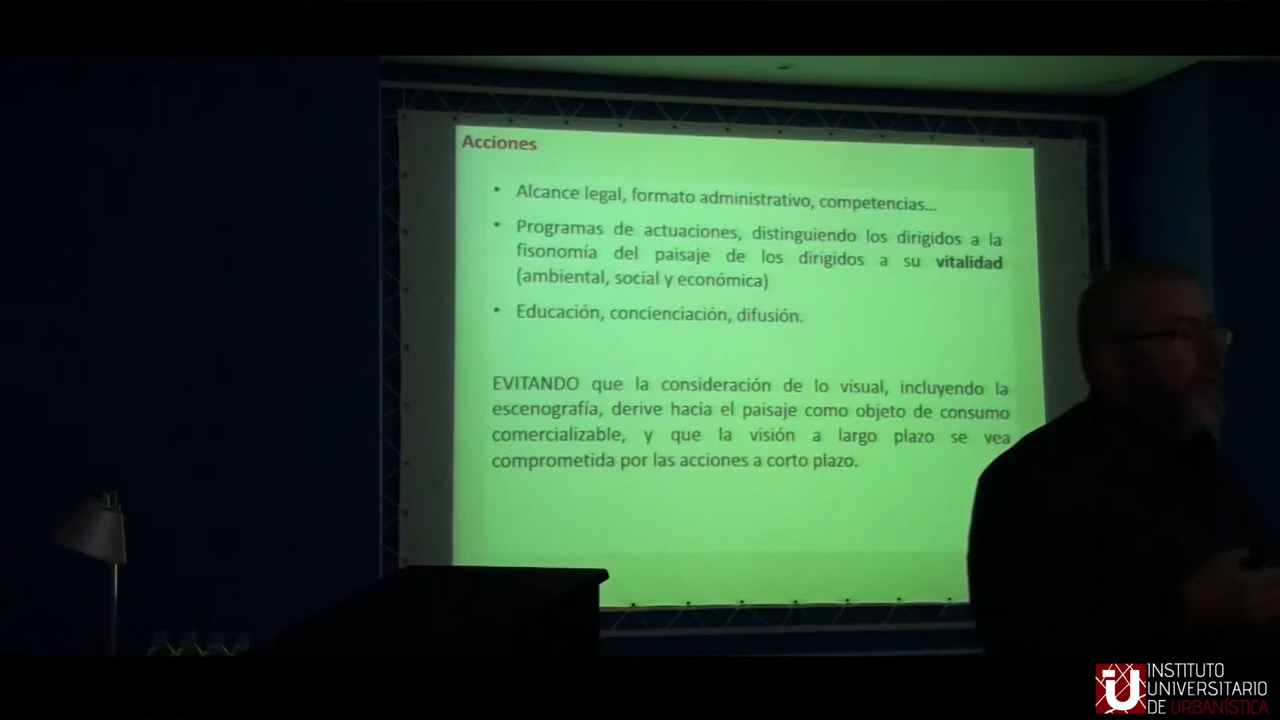 Acciones
• Alcance legal, formato administrativo, competencias...
• Programas de actuaciones, distinguiendo los dirigidos a la
fisonomía del paisaje de los dirigidos a su vitalidad
(ambiental, social y económica)
• Educación, concienciación, difusión.
EVITANDO que la consideración de lo visual, incluyendo la
escenografía, derive hacia el paisaje como objeto de consumo
comercializable, y que la visión a largo plazo se vea
comprometida por las acciones a corto plazo.
iU INSTITUTO
UNIVERSITARIO
DE URBANÍSTICA